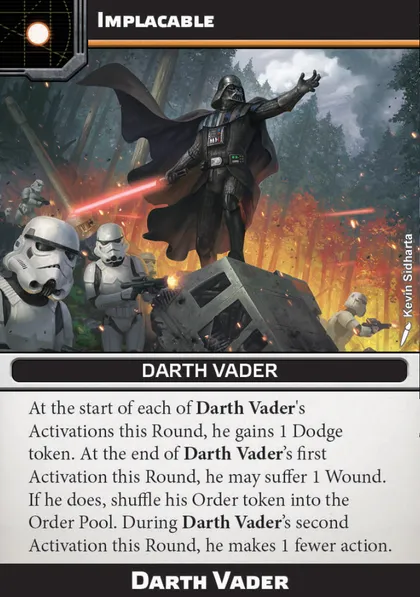 IMPLACABLE
Kevin Sidharta
DARTH VADER
At the start of each of Darth Vader's
Activations this Round, he gains 1 Dodge
token. At the end of Darth Vader's first
Activation this Round, he may suffer 1 Wound.
If he does, shuffle his Order token into the
Order Pool. During Darth Vader's second
Activation this Round, he makes 1 fewer action.
DARTH VADER